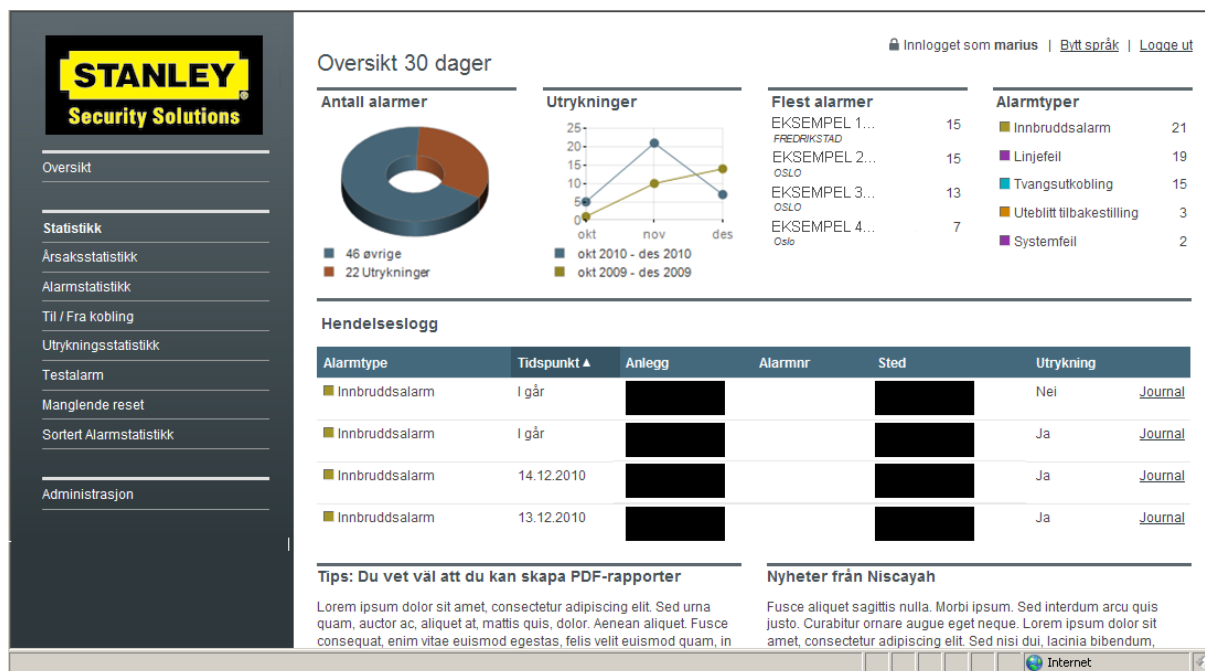 STANLEY®
Security Solutions
Oversikt
Statistikk
Årsaksstatistikk
Alarmstatistikk
Til / Fra kobling
Utrykningsstatistikk
Testalarm
Manglende reset
Sortert Alarmstatistikk
Administrasjon
Innlogget som marius | Bytt språk | Logge ut
Oversikt 30 dager
Antall alarmer
46 øvrige
22 Utrykninger
Utrykninger
25
20
15
10
5
0
okt nov des
okt 2010 - des 2010
okt 2009 - des 2009
Flest alarmer
EKSEMPEL 1... 15
FREDRIKSTAD
EKSEMPEL 2... 15
OSLO
EKSEMPEL 3... 13
OSLO
EKSEMPEL 4... 7
Oslo
Alarmtyper
Innbruddsalarm 21
Linjefeil 19
Tvangsutkobling 15
Uteblitt tilbakestilling 3
Systemfeil 2
Hendelseslogg
Alarmtype Tidspunkt ▲ Anlegg Alarmnr Sted Utrykning
Innbruddsalarm I går Nei Journal
Innbruddsalarm I går Ja Journal
Innbruddsalarm 14.12.2010 Ja Journal
Innbruddsalarm 13.12.2010 Ja Journal
Tips: Du vet väl att du kan skapa PDF-rapporter
Lorem ipsum dolor sit amet, consectetur adipiscing elit. Sed urna
quam, auctor ac, aliquet at, mattis quis, dolor. Aenean aliquet. Fusce
consequat, enim vitae euismod egestas, felis velit euismod quam, in
Nyheter från Niscayah
Fusce aliquet sagittis nulla. Morbi ipsum. Sed interdum arcu quis
justo. Curabitur ornare augue eget neque. Lorem ipsum dolor sit
amet, consectetur adipiscing elit. Sed nisi dui, lacinia bibendum,
Internet